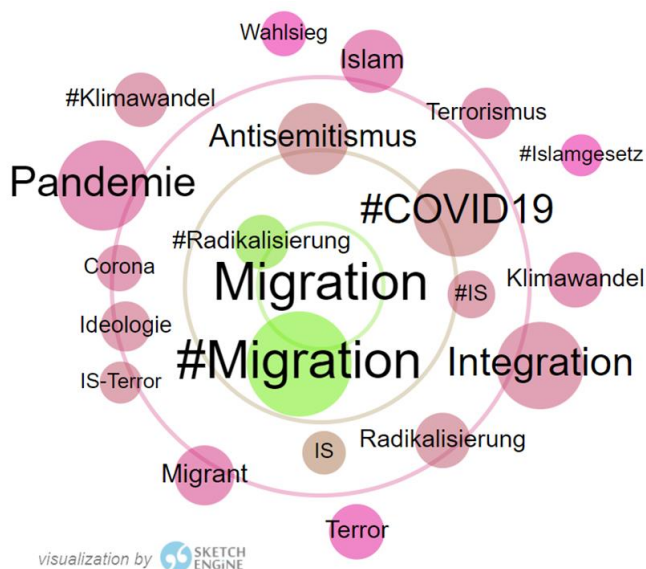 Wahlsieg
Islam
#Klimawandel
Terrorismus
Antisemitismus
#Islamgesetz
Pandemie
#COVID19
#Radikalisierung
Corona
Migration
#IS
Klimawandel
Ideologie
#Migration
Integration
IS-Terror
Radikalisierung
IS
Migrant
Terror
visualization by SKETCH
ENGINE